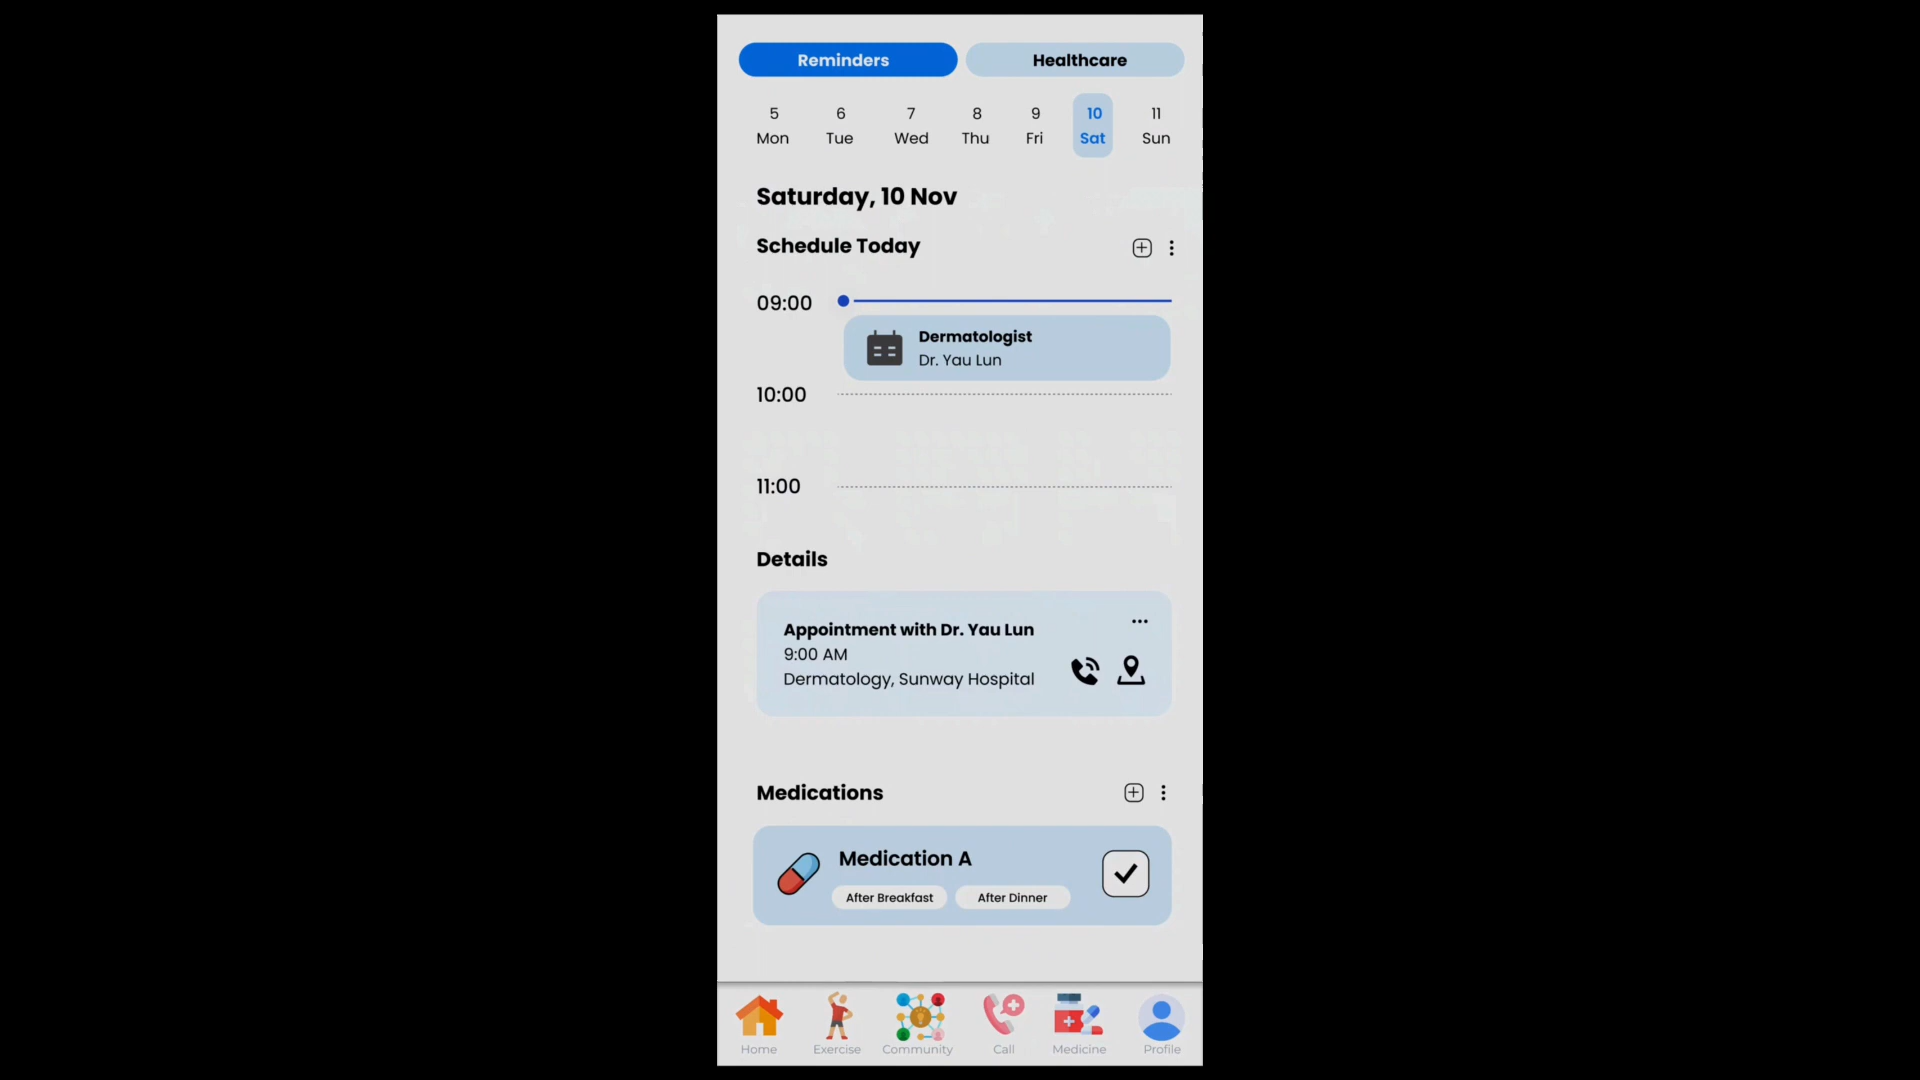 Reminders Healthcare
5 6 7 8 9 10 11
Mon Tue Wed Thu Fri Sat Sun
Saturday, 10 Nov
Schedule Today
09:00
Dermatologist
Dr. Yau Lun
10:00
11:00
Details
Appointment with Dr. Yau Lun
9:00 AM
Dermatology, Sunway Hospital
Medications
Medication A
After Breakfast After Dinner
Home Exercise Community Call Medicine Profile